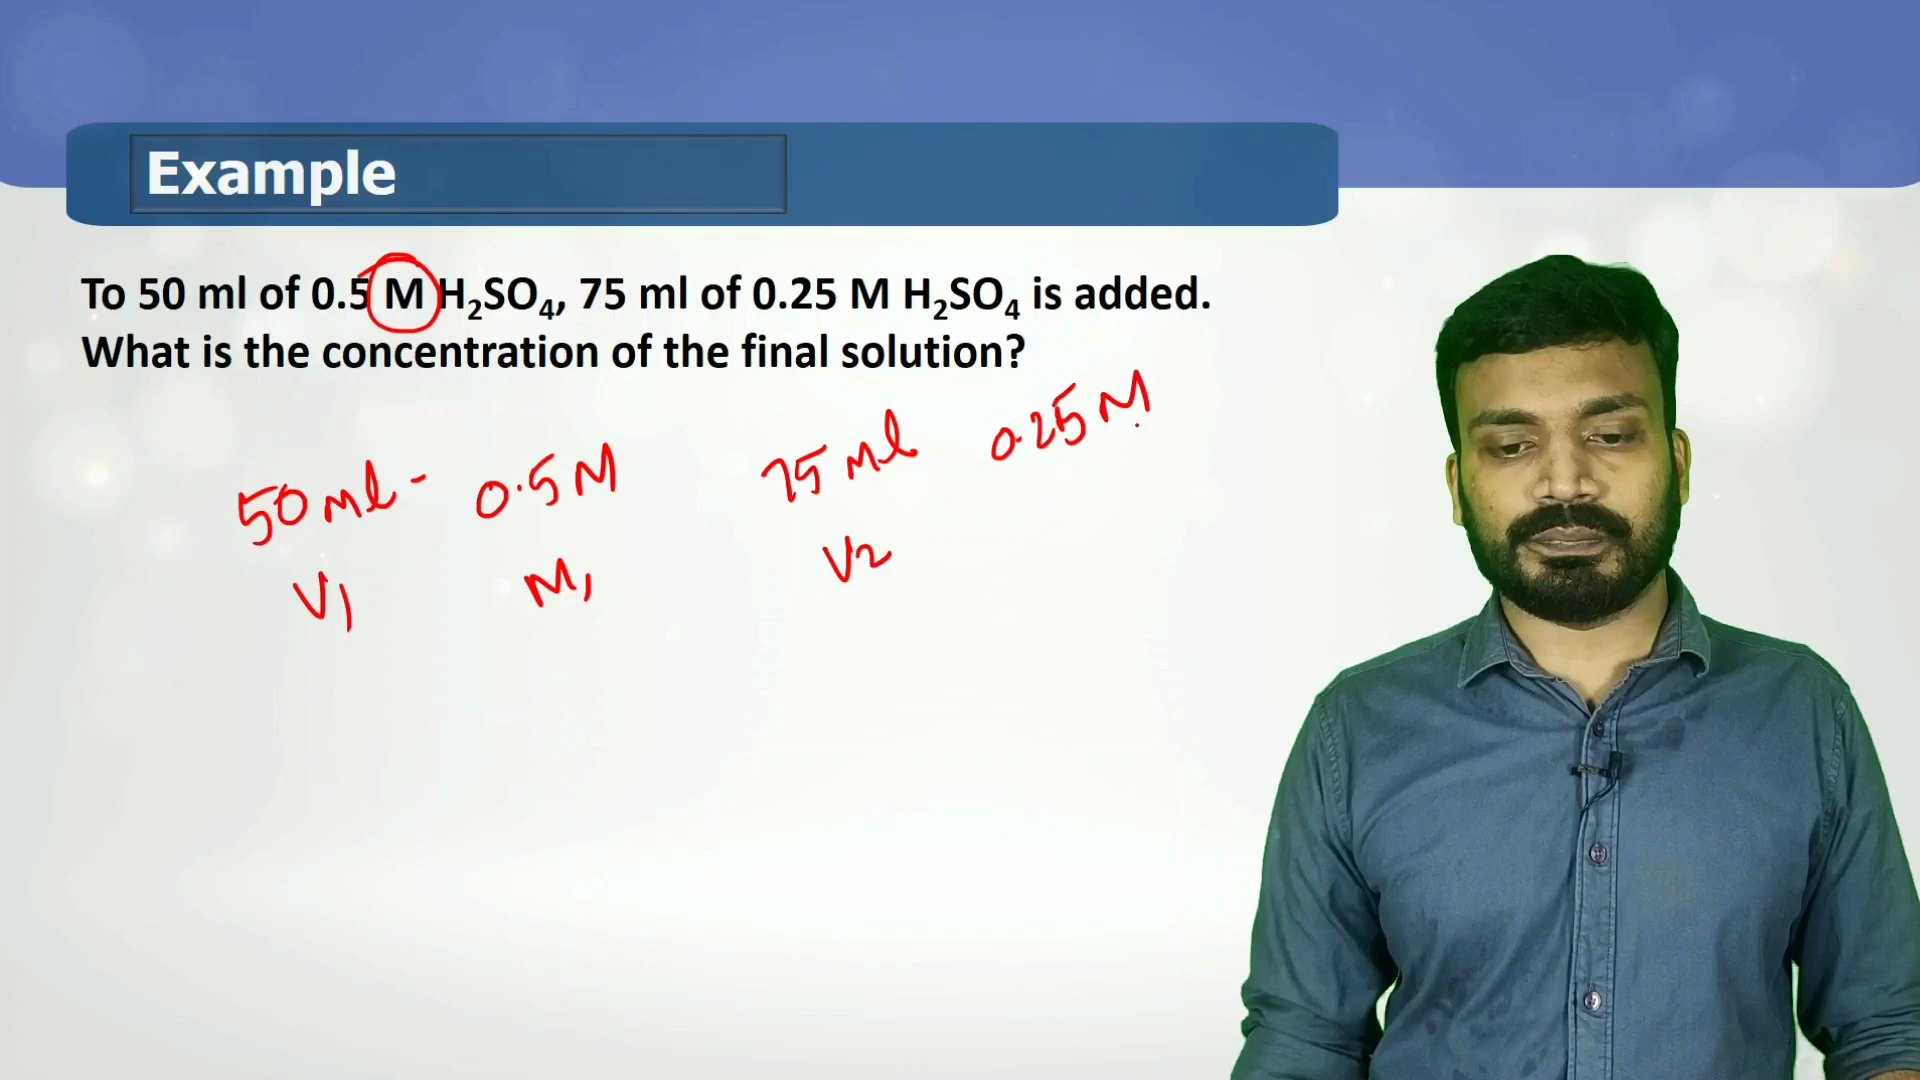 Example
To 50 ml of 0.5 M H₂SO₄, 75 ml of 0.25 M H₂SO₄ is added.
What is the concentration of the final solution?
50 ml - 0.5 M 75 ml 0.25 M
V1 M1 V2